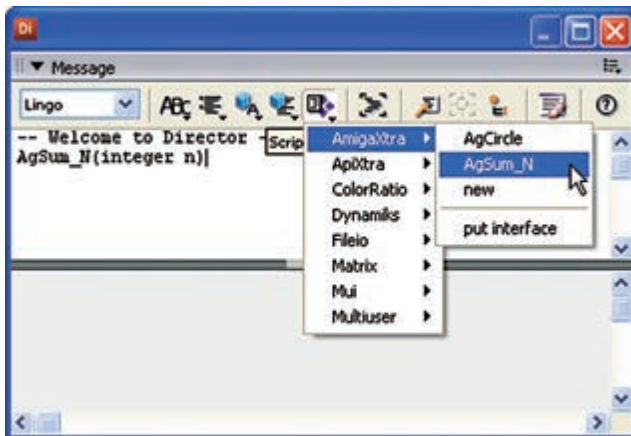 Di
Message
Lingo
-- Welcome to Director -
AgSum_N(integer n)
Scrip
AmigaXtra
ApiXtra
ColorRatio
Dynamiks
Fileio
Matrix
Mui
Multiuser
AgCircle
AgSum_N
new
put interface